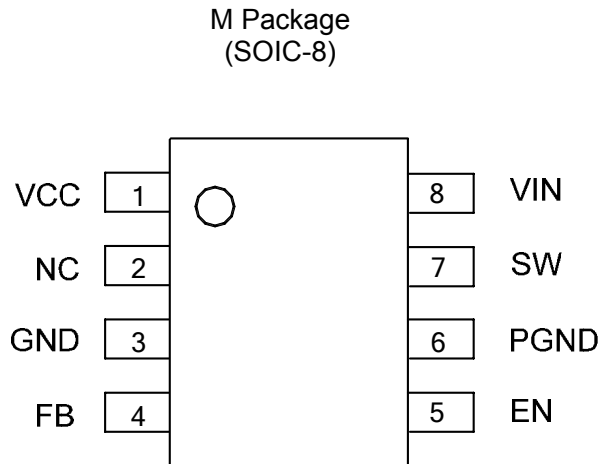 M Package
(SOIC-8)
VCC 1 8 VIN
NC 2 7 SW
GND 3 6 PGND
FB 4 5 EN